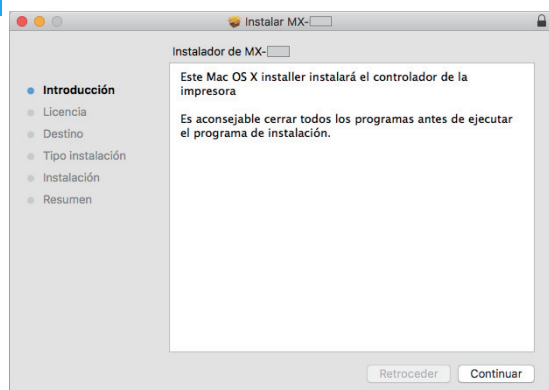 Instalar MX-
Instalador de MX-
Introducción
Licencia
Destino
Tipo instalación
Instalación
Resumen
Este Mac OS X installer instalará el controlador de la
impresora
Es aconsejable cerrar todos los programas antes de ejecutar
el programa de instalación.
Retroceder
Continuar